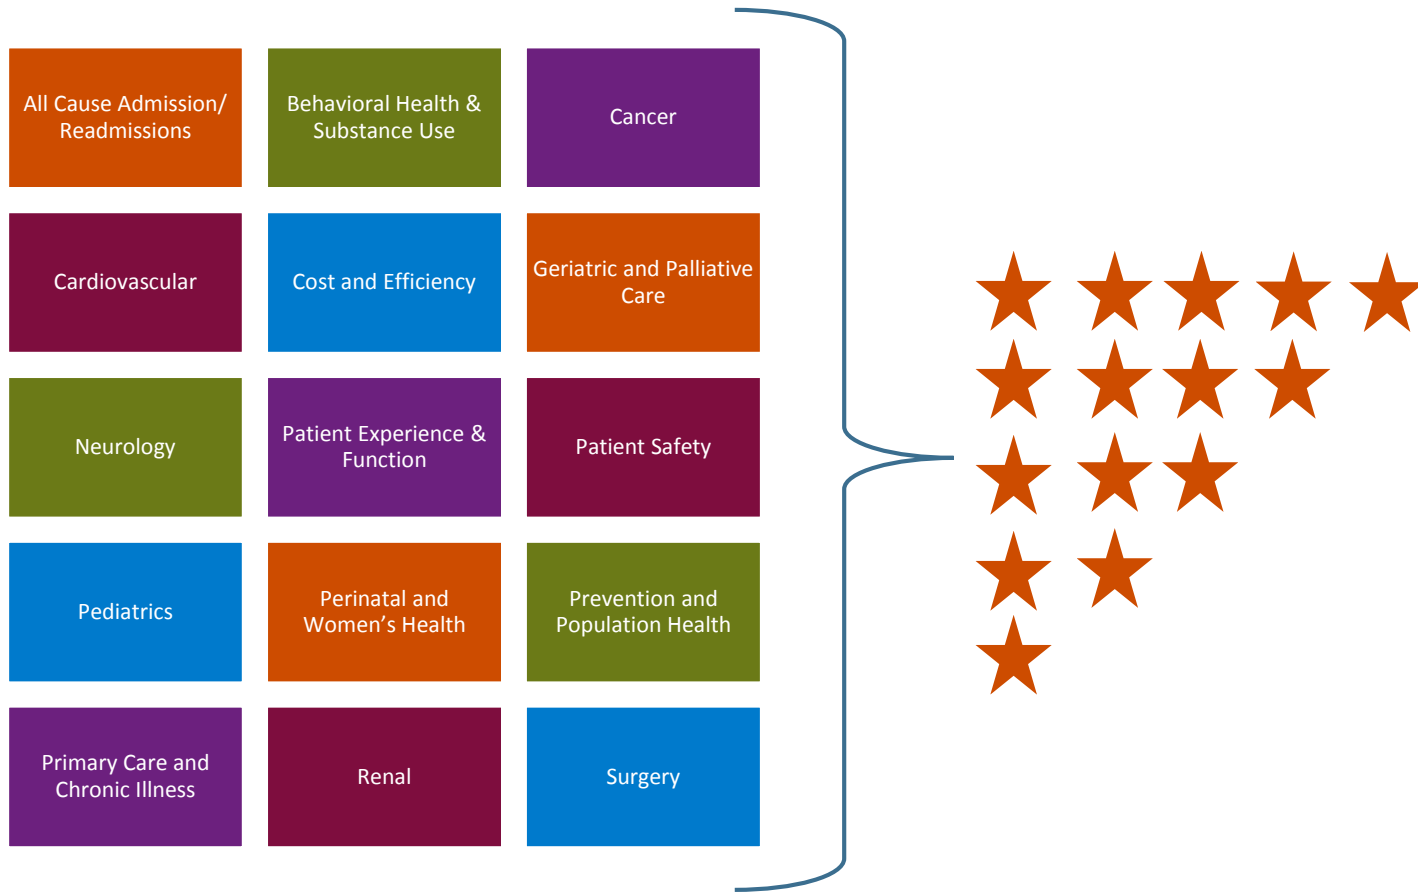 All Cause Admission/
Readmissions
Behavioral Health &
Substance Use
Cancer
Cardiovascular
Cost and Efficiency
Geriatric and Palliative
Care
Neurology
Patient Experience &
Function
Patient Safety
Pediatrics
Perinatal and
Women’s Health
Prevention and
Population Health
Primary Care and
Chronic Illness
Renal
Surgery